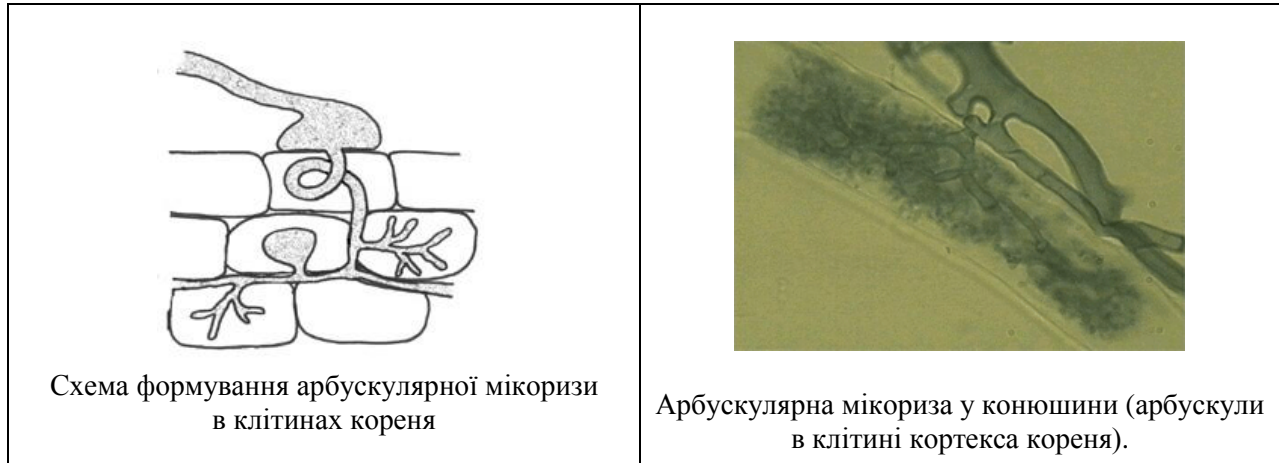 Схема формування арбускулярної мікоризи
в клітинах кореня
Арбускулярна мікориза у конюшини (арбускули
в клітині кортекса кореня).